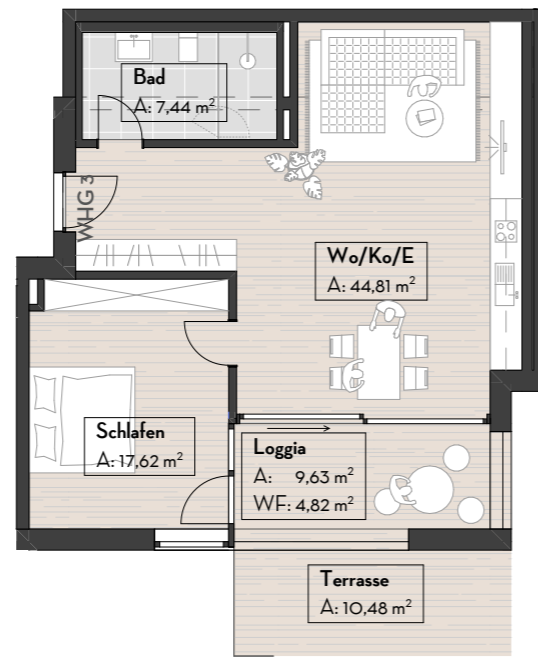 Bad
A: 7,44 m²
WHG 3
Wo/Ko/E
A: 44,81 m²
Schlafen
A: 17,62 m²
Loggia
A: 9,63 m²
WF: 4,82 m²
Terrasse
A: 10,48 m²